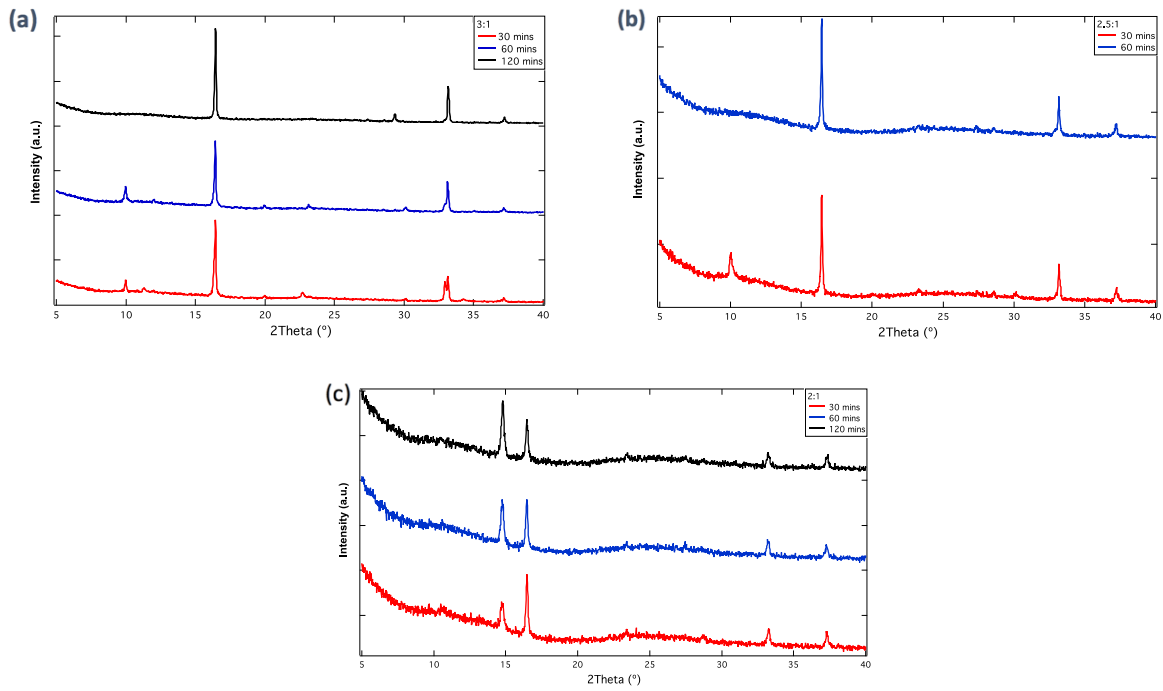 (a)
3:1
30 mins
60 mins
120 mins
Intensity (a.u.)
5 10 15 20 25 30 35 40
2Theta (°)
(b)
2.5:1
30 mins
60 mins
Intensity (a.u.)
5 10 15 20 25 30 35 40
2Theta (°)
(c)
2:1
30 mins
60 mins
120 mins
Intensity (a.u.)
5 10 15 20 25 30 35 40
2Theta (°)